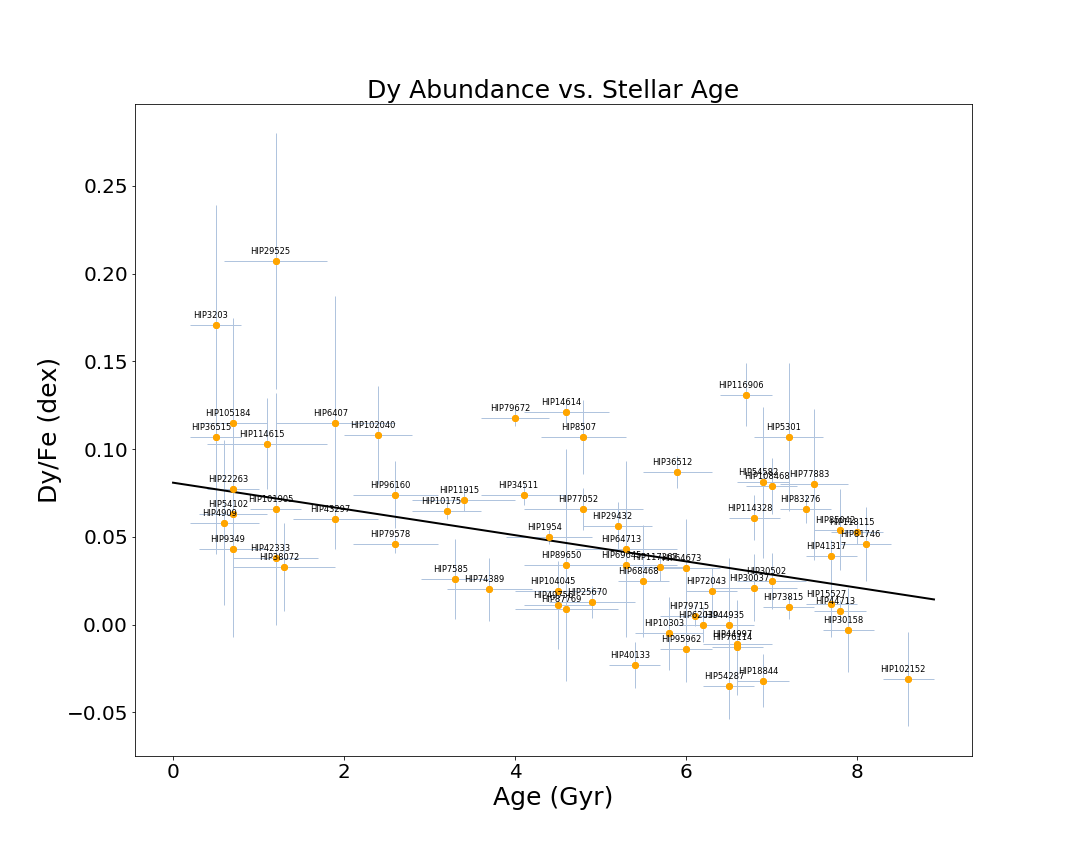 Dy Abundance vs. Stellar Age
Dy/Fe (dex)
0.25
0.20
0.15
0.10
0.05
0.00
−0.05
HIP29525
HIP3203
HIP116906
HIP105184
HIP6407
HIP79672
HIP14614
HIP36515
HIP114615
HIP102040
HIP8507
HIP5301
HIP36512
HIP22263
HIP96160
HIP11915
HIP34511
HIP54582
HIP108468
HIP77883
HIP54102
HIP101905
HIP10175
HIP77052
HIP83276
HIP4909
HIP43297
HIP29432
HIP114328
HIP118115
HIP9349
HIP42333
HIP38072
HIP79578
HIP1954
HIP64713
HIP81746
HIP41317
HIP89650
HIP69645
HIP64673
HIP7585
HIP74389
HIP104045
HIP68468
HIP72043
HIP30037
HIP30502
HIP25670
HIP87769
HIP73815
HIP15527
HIP44713
HIP79715
HIP10303
HIP44935
HIP30158
HIP95962
HIP44997
HIP76114
HIP40133
HIP54287
HIP18844
HIP102152
0
2
4
6
8
Age (Gyr)